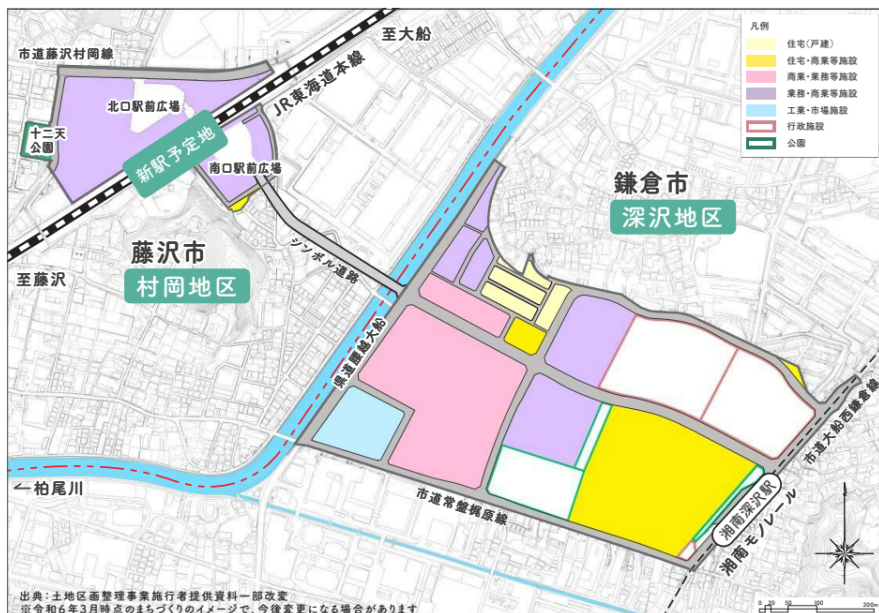 凡例
住宅(戸建)
住宅・商業等施設
商業・業務等施設
業務・商業等施設
工業・市場施設
行政施設
公園
至大船
市道藤沢村岡線
JR東海道本線
北口駅前広場
十二天
公園
新駅予定地
南口駅前広場
鎌倉市
深沢地区
藤沢市
村岡地区
シンボル道路
至藤沢
県道腰越大船
市道大船西鎌倉線
湘南深沢駅
湘南モノレール
市道常盤梶原線
←柏尾川
出典:土地区画整理事業施行者提供資料一部改変
※令和6年3月時点のまちづくりのイメージで、今後変更になる場合があります
0 20 50 100 200m